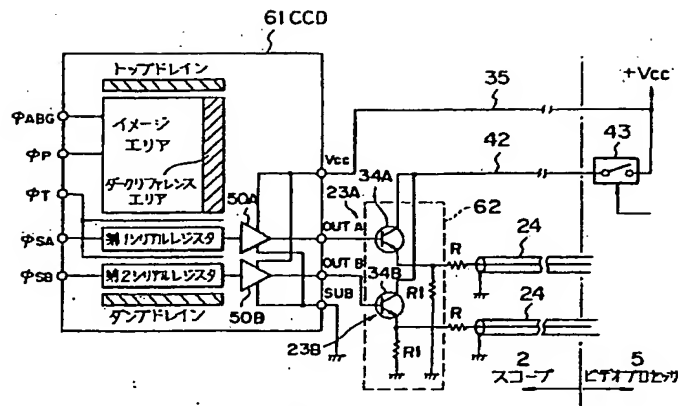 61 CCD
トップドレイン
イメージ
エリア
ダークリファレンス
エリア
φABG
φP
φT
φSA
φSB
第1シリアルレジスタ
第2シリアルレジスタ
ダンプドレイン
50A
50B
Vcc
OUT A
OUT B
SUB
23A
34A
34B
23B
35
42
+Vcc
43
62
R
R1
24
R
R1
24
2
スコープ
5
ビデオプロセッサ